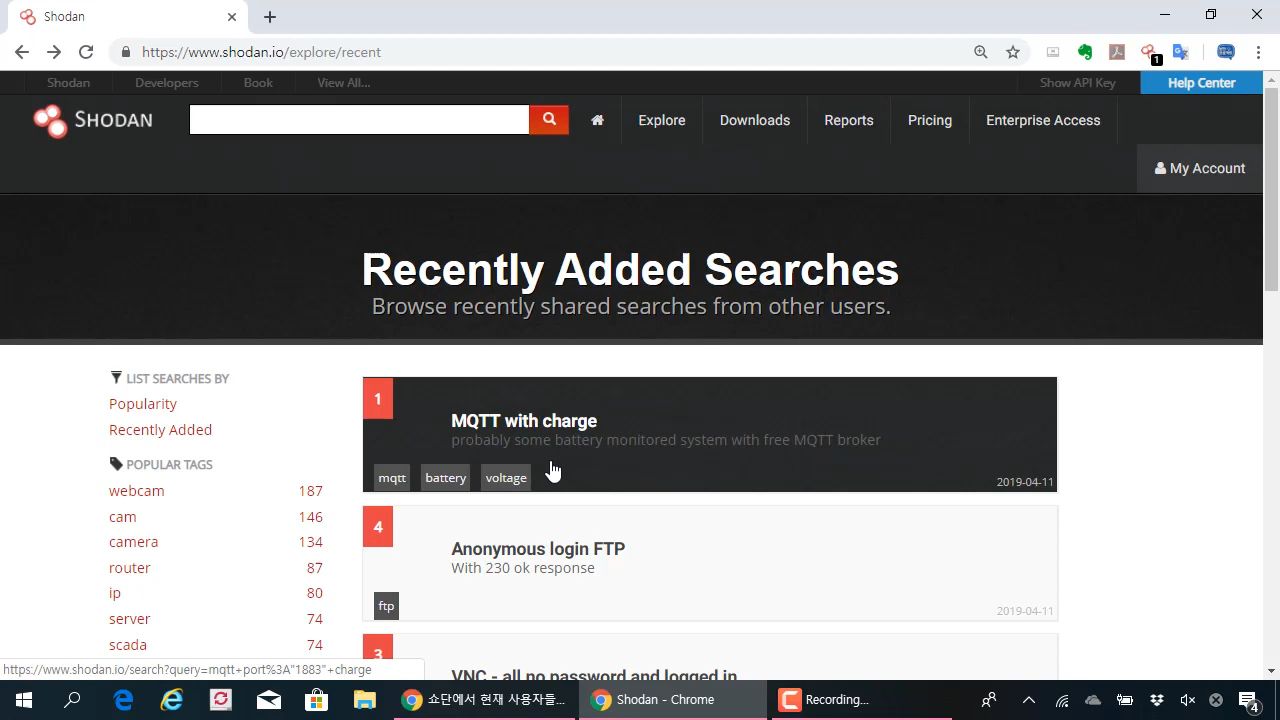 Shodan
https://www.shodan.io/explore/recent
1
Shodan Developers Book View All... Show API Key Help Center
SHODAN Explore Downloads Reports Pricing Enterprise Access
My Account
Recently Added Searches
Browse recently shared searches from other users.
LIST SEARCHES BY
Popularity
Recently Added
POPULAR TAGS
webcam 187
cam 146
camera 134
router 87
ip 80
server 74
scada 74
1
MQTT with charge
probably some battery monitored system with free MQTT broker
mqtt battery voltage
2019-04-11
4
Anonymous login FTP
With 230 ok response
ftp
2019-04-11
3
VNC - all no password and logged in
https://www.shodan.io/search?query=mqtt+port%3A"1883"+charge
쇼단에서 현재 사용자들... Shodan - Chrome Recording... 4